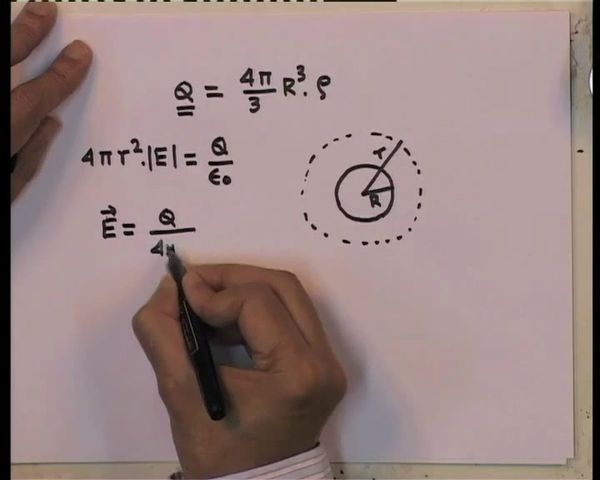 Q = 4π/3 R³. ρ
4πr².|E| = Q/ε₀
r
R
E⃗ = Q/4π